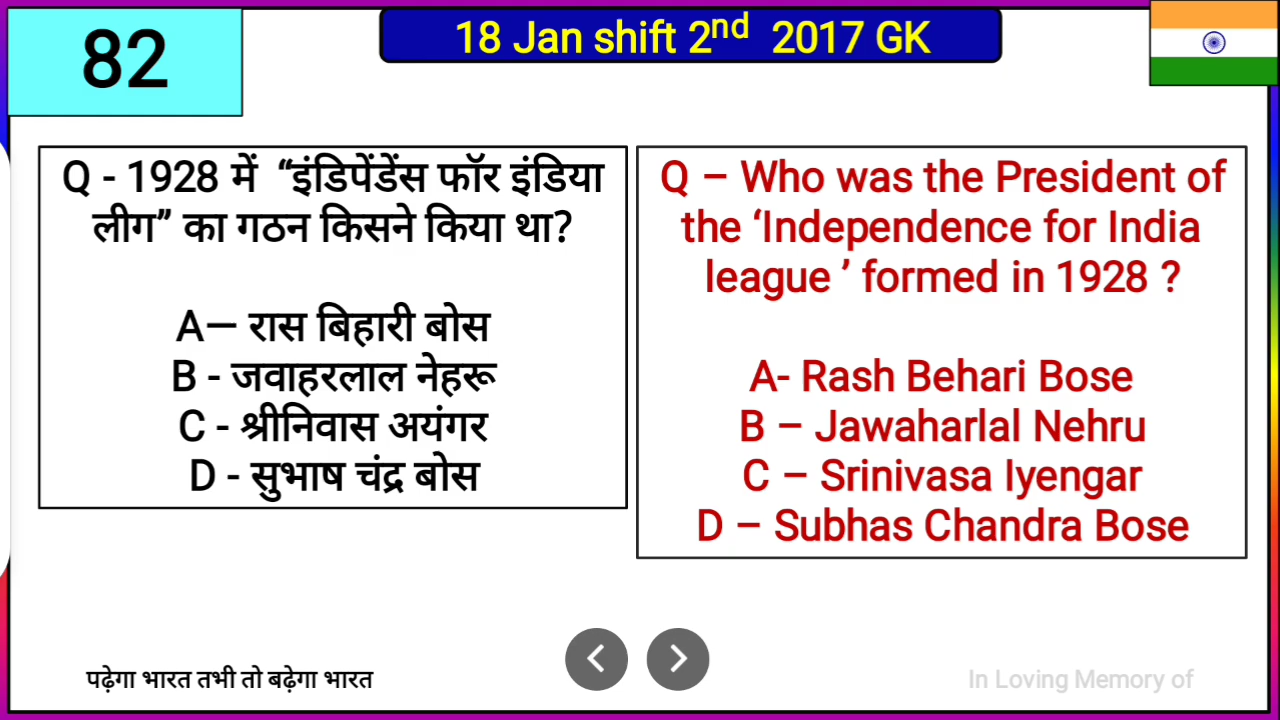 82
18 Jan shift 2nd 2017 GK
Q - 1928 में “इंडिपेंडेंस फॉर इंडिया
लीग” का गठन किसने किया था?
A– रास बिहारी बोस
B - जवाहरलाल नेहरू
C - श्रीनिवास अयंगर
D - सुभाष चंद्र बोस
Q – Who was the President of
the ‘Independence for India
league ’ formed in 1928 ?
A- Rash Behari Bose
B – Jawaharlal Nehru
C – Srinivasa Iyengar
D – Subhas Chandra Bose
पढ़ेगा भारत तभी तो बढ़ेगा भारत
In Loving Memory of